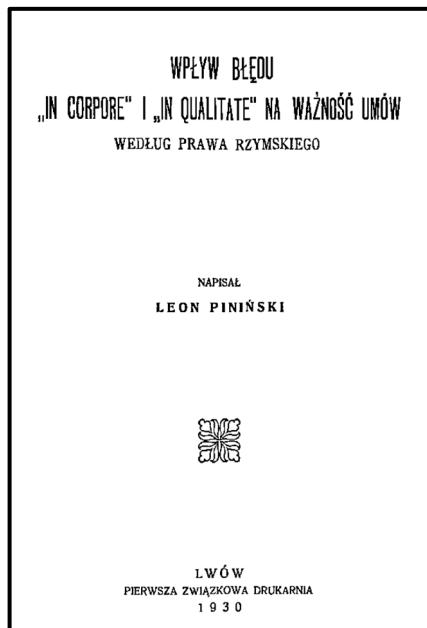 WPŁYW BŁĘDU
„IN CORPORE" I „IN QUALITATE" NA WAŻNOŚĆ UMÓW
WEDŁUG PRAWA RZYMSKIEGO
NAPISAŁ
LEON PINIŃSKI
LWÓW
PIERWSZA ZWIĄZKOWA DRUKARNIA
1930